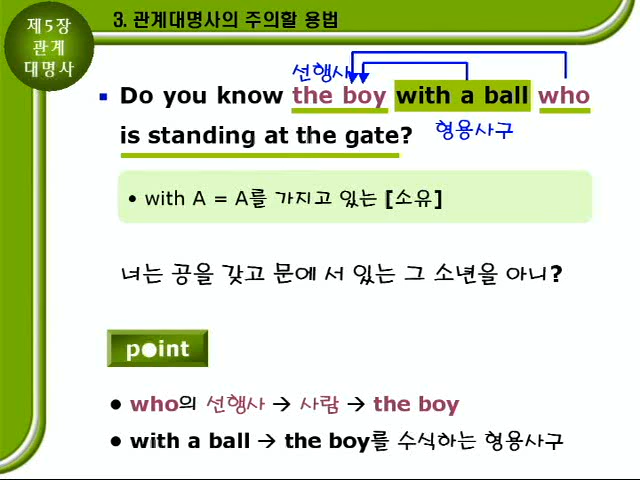 제5장
관계
대명사
3. 관계대명사의 주의할 용법
선행사
▪ Do you know the boy with a ball who
is standing at the gate?
형용사구
• with A = A를 가지고 있는 [소유]
너는 공을 갖고 문에 서 있는 그 소년을 아니?
point
● who의 선행사 → 사람 → the boy
● with a ball → the boy를 수식하는 형용사구